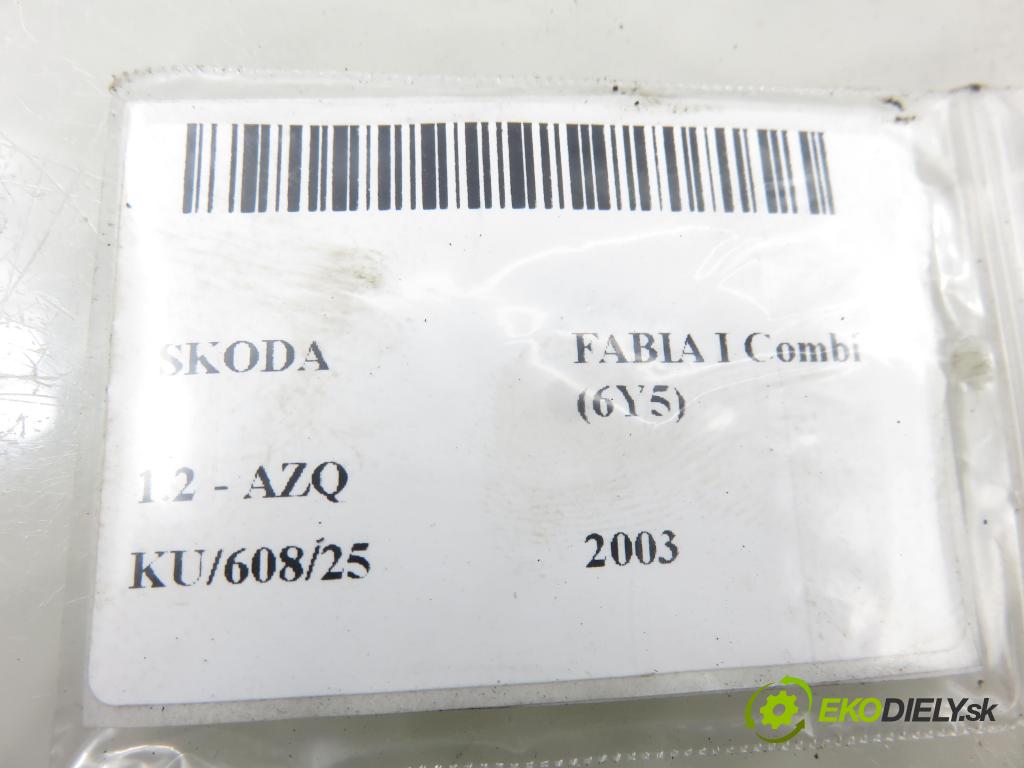 SKODA
FABIA I Combi
(6Y5)
1.2 - AZQ
KU/608/25
2003
EKODIELY.sk